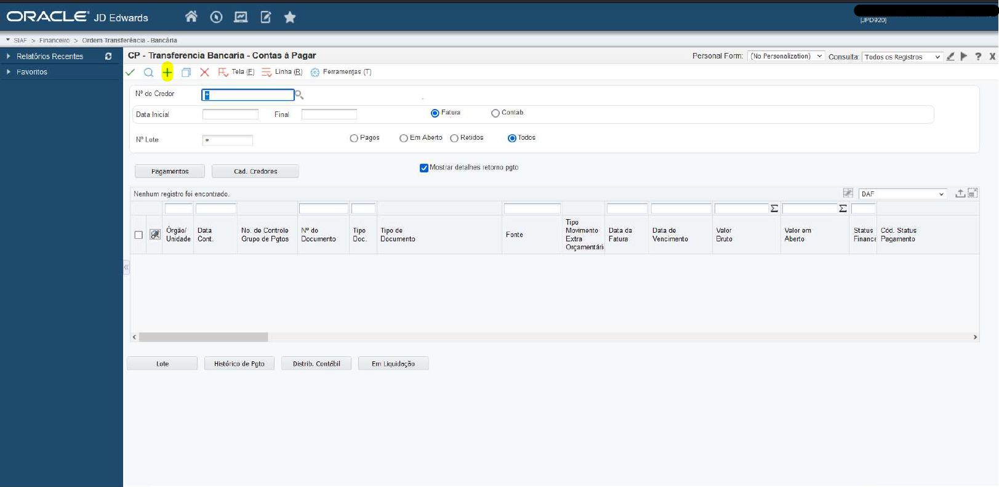 ORACLE JD Edwards
[JPD920]
SIAF > Financeiro > Ordem Transferência - Bancária
Relatórios Recentes
Favoritos
CP - Transferencia Bancaria - Contas à Pagar
Personal Form: (No Personalization) Consulta: Todos os Registros ? X
Tela (F) Linha (R) Ferramentas (T)
Nº do Credor *
Data Inicial Final Fatura Contab.
Nº Lote * Pagos Em Aberto Retidos Todos
Pagamentos Cad. Credores Mostrar detalhes retorno pgto
Nenhum registro foi encontrado. DAF
Σ Σ
Órgão/ Unidade
Data Cont.
No. de Controle Grupo de Pgtos
Nº do Documento
Tipo Doc.
Tipo de Documento
Fonte
Tipo Movimento Extra Orçamentári
Data da Fatura
Data de Vencimento
Valor Bruto
Valor em Aberto
Status Finance
Cód. Status Pagamento
Lote Histórico de Pgto Distrib. Contábil Em Liquidação